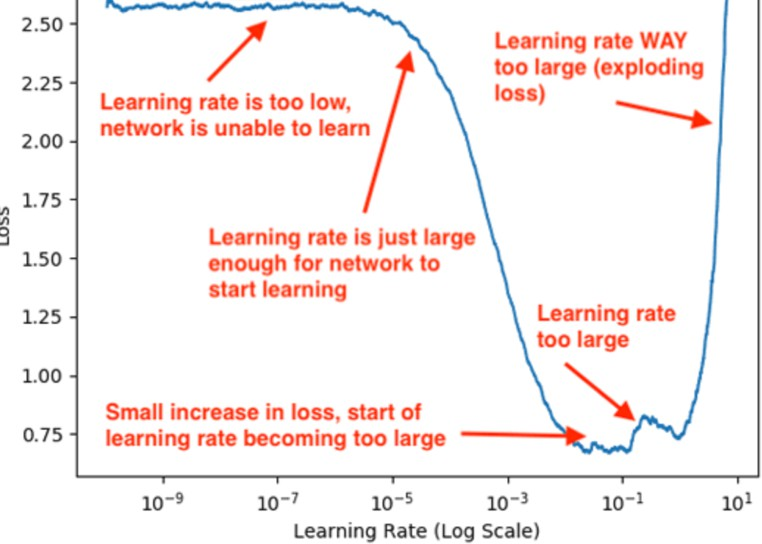 2.50
2.25
2.00
1.75
1.50
1.25
1.00
0.75
Loss
Learning rate is too low,
network is unable to learn
Learning rate WAY
too large (exploding
loss)
Learning rate is just large
enough for network to
start learning
Learning rate
too large
Small increase in loss, start of
learning rate becoming too large
10⁻⁹ 10⁻⁷ 10⁻⁵ 10⁻³ 10⁻¹ 10¹
Learning Rate (Log Scale)